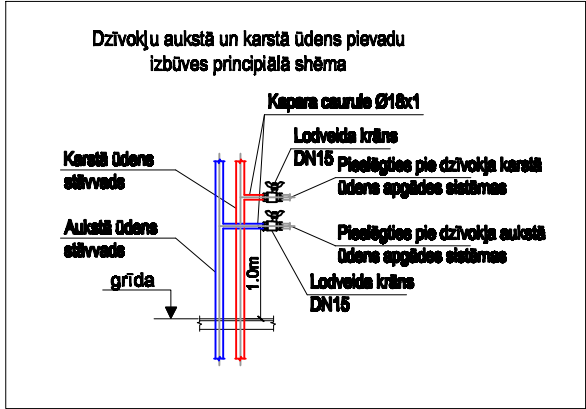 Dzīvokļu aukstā un karstā ūdens pievadu
izbūves principiālā shēma
Kapara caurule Ø18x1
Lodveida krāns
DN15
Karstā ūdens
stāvvads
Pieslēgties pie dzīvokļa karstā
ūdens apgādes sistēmas
Aukstā ūdens
stāvvads
Pieslēgties pie dzīvokļa aukstā
ūdens apgādes sistēmas
grīda
1.0m
Lodveida krāns
DN15